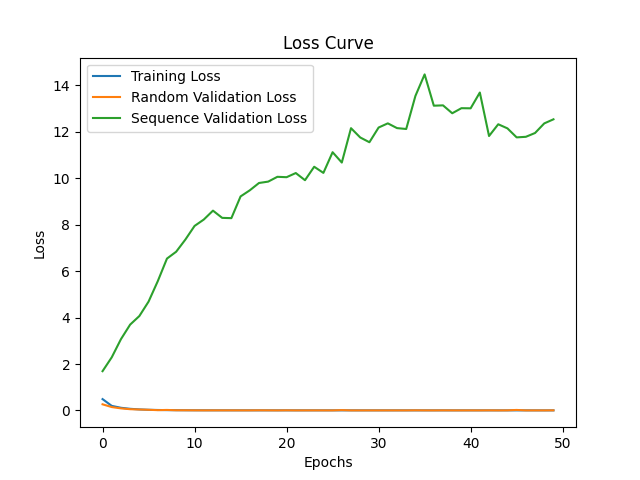 Loss Curve
Training Loss
Random Validation Loss
Sequence Validation Loss
Loss
14
12
10
8
6
4
2
0
0 10 20 30 40 50
Epochs